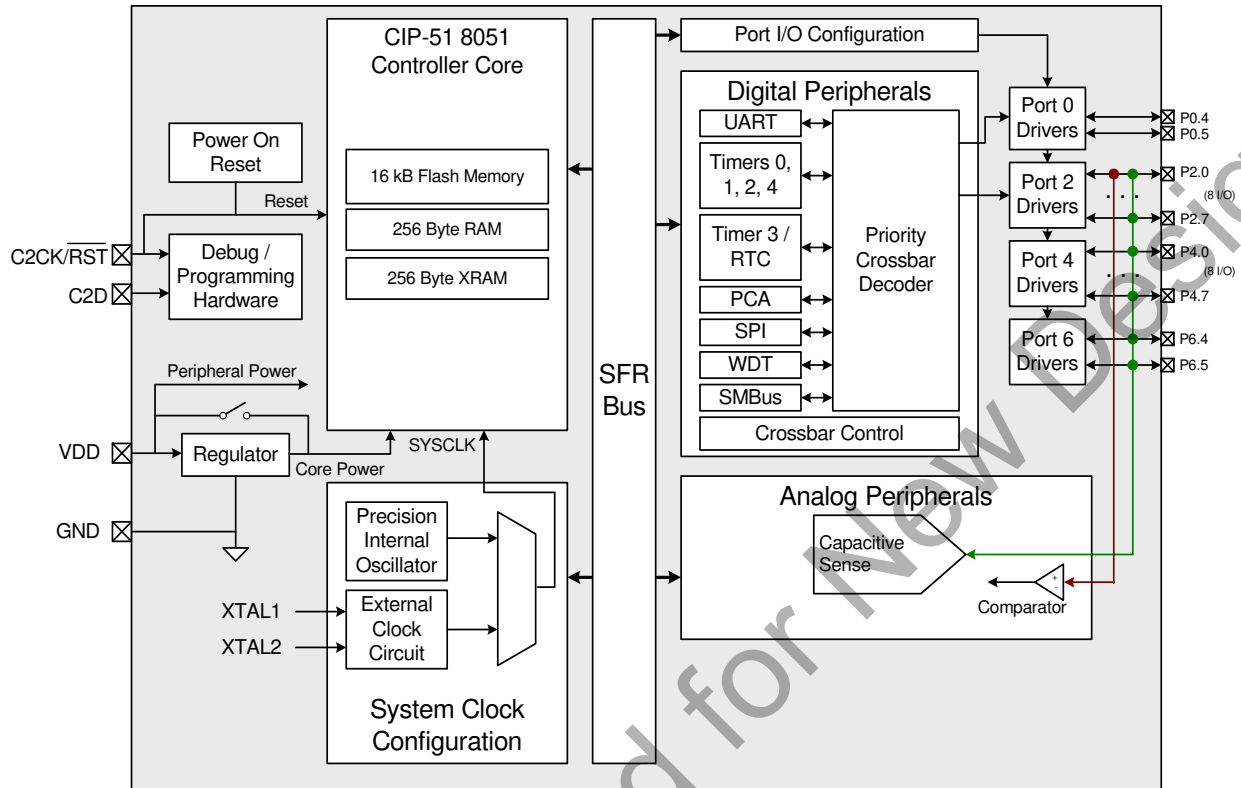 CIP-51 8051
Controller Core
16 kB Flash Memory
256 Byte RAM
256 Byte XRAM
Power On
Reset
Reset
C2CK/RST
C2D
Debug /
Programming
Hardware
Peripheral Power
VDD
Regulator
Core Power
GND
SYSCLK
Precision
Internal
Oscillator
XTAL1
XTAL2
External
Clock
Circuit
System Clock
Configuration
SFR
Bus
Port I/O Configuration
Digital Peripherals
UART
Timers 0,
1, 2, 4
Timer 3 /
RTC
PCA
SPI
WDT
SMBus
Priority
Crossbar
Decoder
Crossbar Control
Port 0
Drivers
Port 2
Drivers
Port 4
Drivers
Port 6
Drivers
P0.4
P0.5
P2.0
(8 I/O)
. . .
P2.7
P4.0
(8 I/O)
. . .
P4.7
P6.4
P6.5
Analog Peripherals
Capacitive
Sense
+
-
Comparator
for New Design